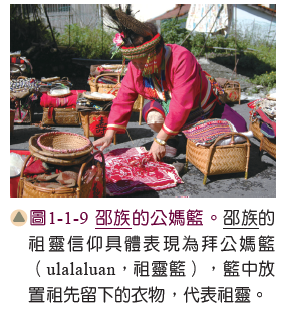 圖1-1-9 邵族的公媽籃。邵族的
祖靈信仰具體表現為拜公媽籃
（ulalaluan，祖靈籃），籃中放
置祖先留下的衣物，代表祖靈。